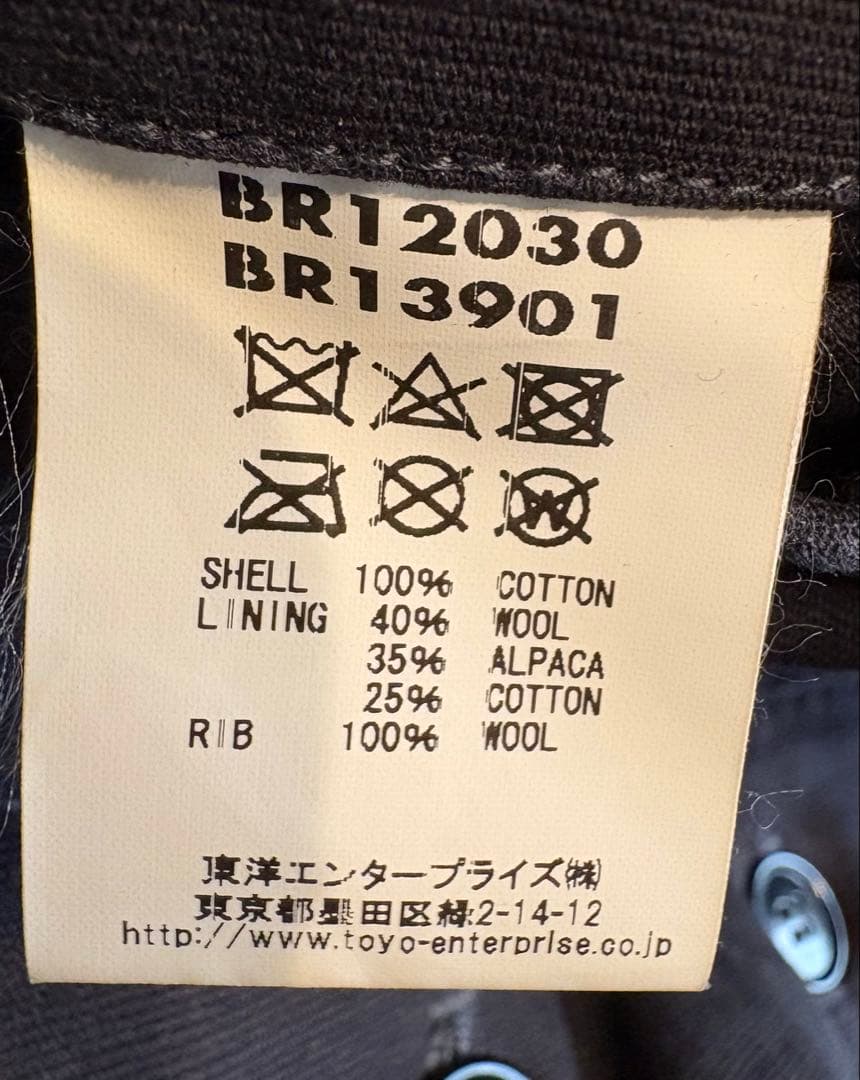 BR12030
BR13901
W
SHELL 100% COTTON
LINING 40% WOOL
35% ALPACA
25% COTTON
RIB 100% WOOL
東洋エンタープライズ㈱
東京都墨田区緑2-14-12
http://www.toyo-enterprise.co.jp